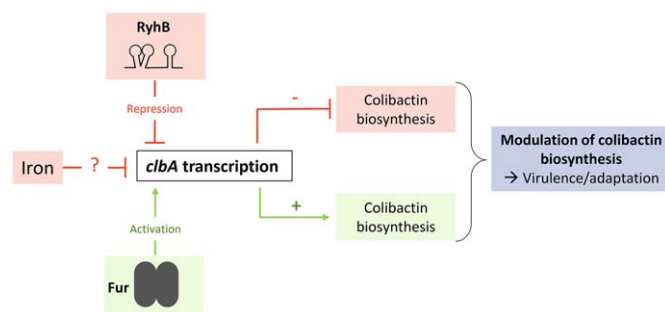 RyhB
Repression
-
Colibactin
biosynthesis
Iron
?
clbA transcription
Modulation of colibactin
biosynthesis
→ Virulence/adaptation
+
Colibactin
biosynthesis
Activation
Fur